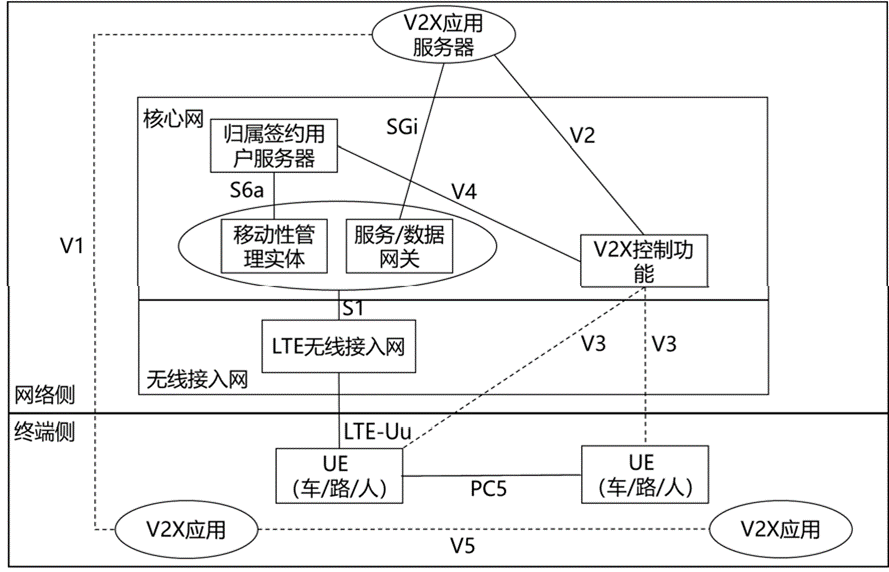 V2X应用
服务器
核心网
归属签约用
户服务器
SGi
V2
S6a
V4
V1
移动性管
理实体
服务/数据
网关
V2X控制功
能
S1
LTE无线接入网
V3
V3
无线接入网
网络侧
终端侧
LTE-Uu
UE
（车/路/人）
PC5
UE
（车/路/人）
V2X应用
V5
V2X应用